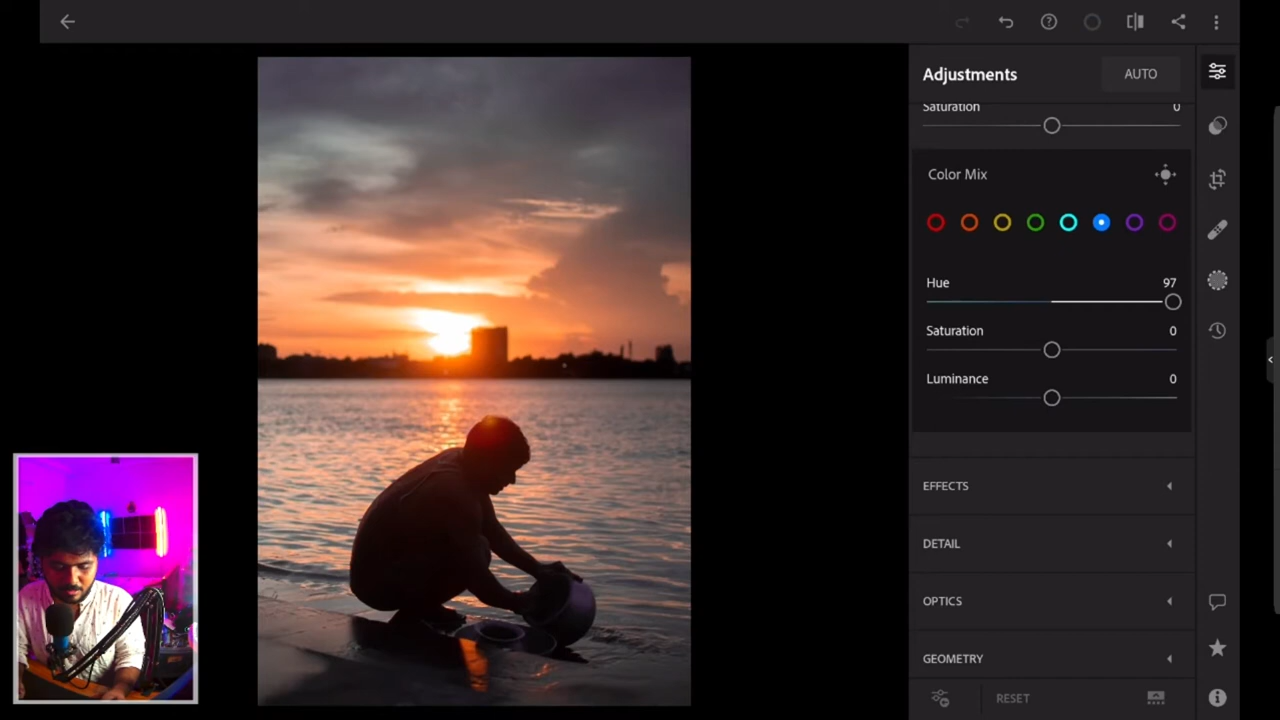 Adjustments
AUTO
Saturation 0
Color Mix
Hue 97
Saturation 0
Luminance 0
EFFECTS
DETAIL
OPTICS
GEOMETRY
RESET